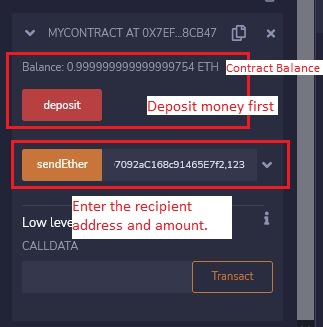 MYCONTRACT AT 0X7EF...8CB47
Balance: 0.999999999999999754 ETH
Contract Balance
deposit
Deposit money first
sendEther
7092aC168c91465E7f2,123
Enter the recipient
address and amount.
Low leve
CALLDATA
Transact